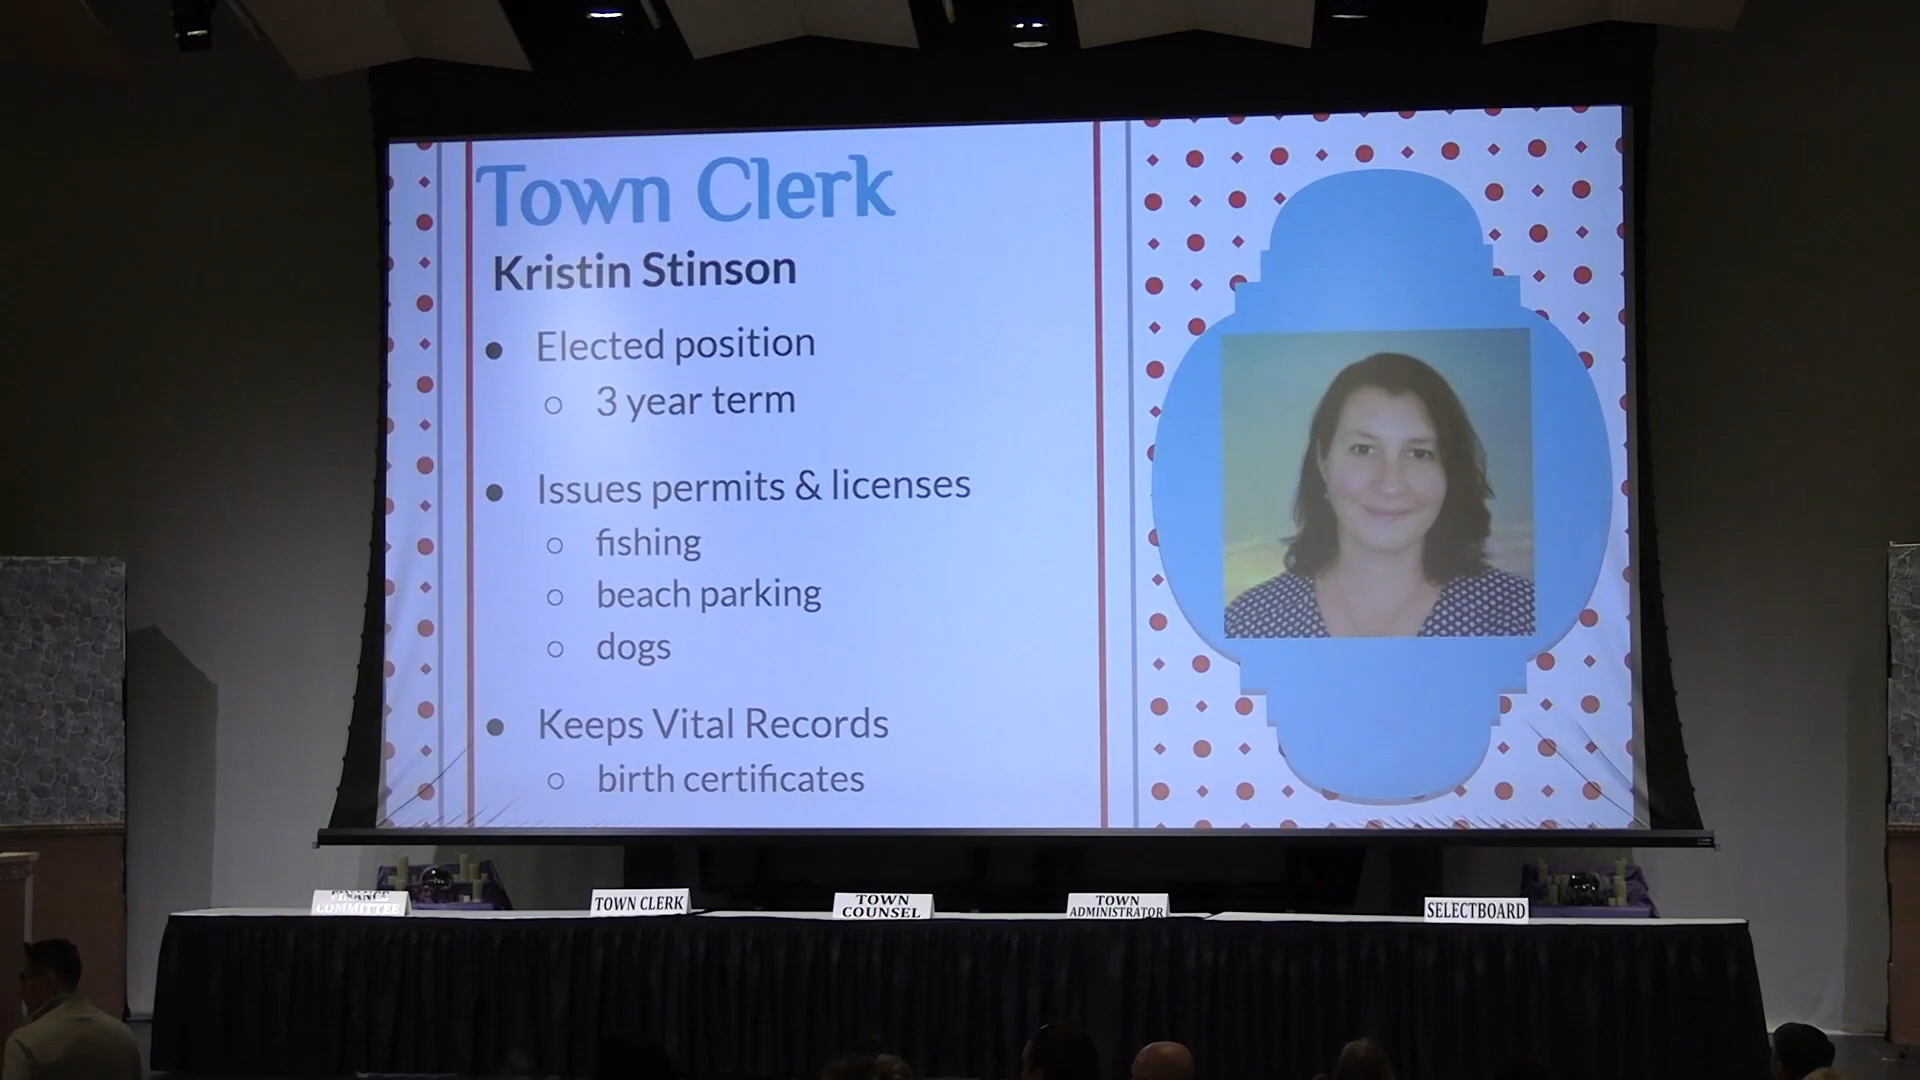 Town Clerk
Kristin Stinson
● Elected position
○ 3 year term
● Issues permits & licenses
○ fishing
○ beach parking
○ dogs
● Keeps Vital Records
○ birth certificates
FINANCE
COMMITTEE
TOWN CLERK
TOWN
COUNSEL
TOWN
ADMINISTRATOR
SELECTBOARD